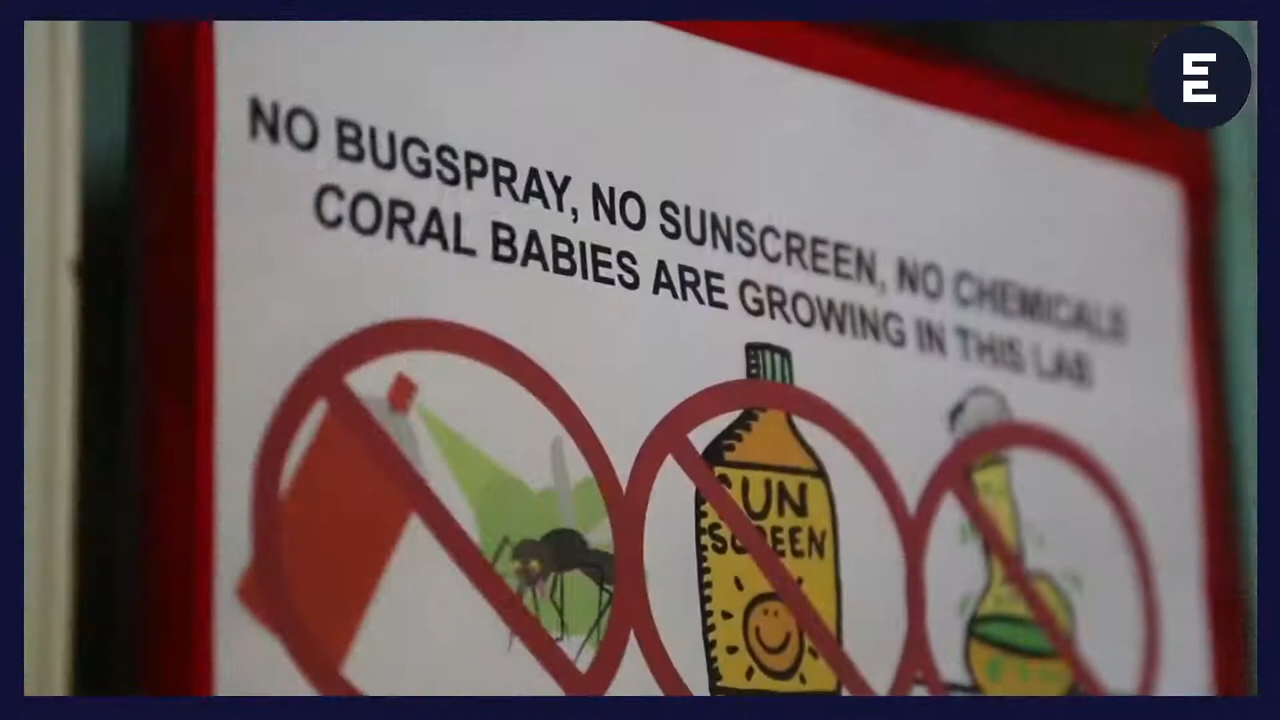 NO BUGSPRAY, NO SUNSCREEN, NO CHEMICALS
CORAL BABIES ARE GROWING IN THIS LAB
SUN
SCREEN